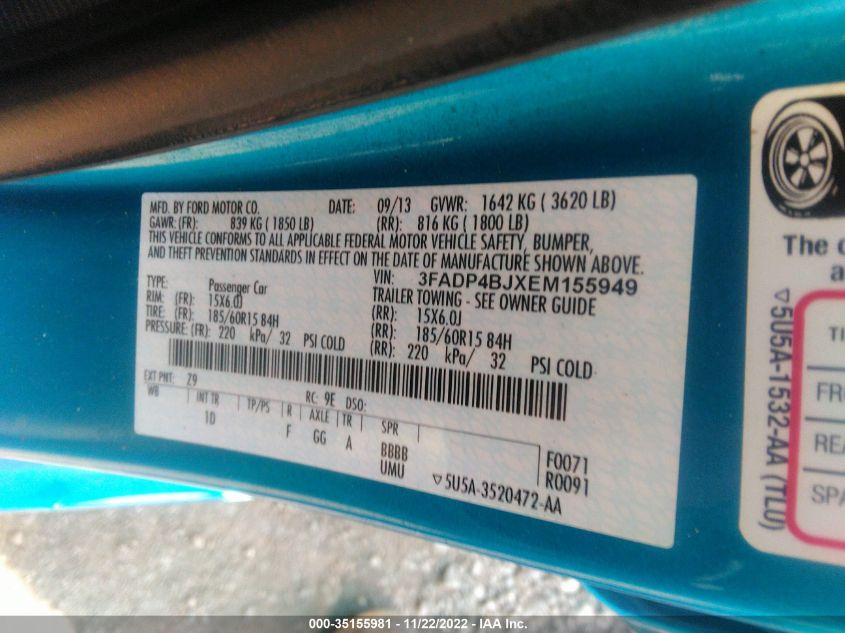 MFD. BY FORD MOTOR CO. DATE: 09/13 GVWR: 1642 KG ( 3620 LB)
GAWR: (FR): 839 KG ( 1850 LB) (RR): 816 KG ( 1800 LB)
THIS VEHICLE CONFORMS TO ALL APPLICABLE FEDERAL MOTOR VEHICLE SAFETY, BUMPER,
AND THEFT PREVENTION STANDARDS IN EFFECT ON THE DATE OF MANUFACTURE SHOWN ABOVE.
VIN: 3FADP4BJXEM155949
TYPE: Passenger Car TRAILER TOWING - SEE OWNER GUIDE
RIM: (FR): 15X6.0J (RR): 15X6.0J
TIRE: (FR): 185/60R15 84H (RR): 185/60R15 84H
PRESSURE: (FR): 220 kPa/ 32 PSI COLD (RR): 220 kPa/ 32 PSI COLD
EXT PNT: Z9 RC: 9E DSO:
WB INT TR TP/PS R AXLE TR SPR
1D F GG A BBBB F0071
UMU R0091
▽5U5A-3520472-AA
The c
a
▽5U5A-1532-AA (TLU)
TI
FRO
REA
SPA
000-35155981 - 11/22/2022 - IAA Inc.